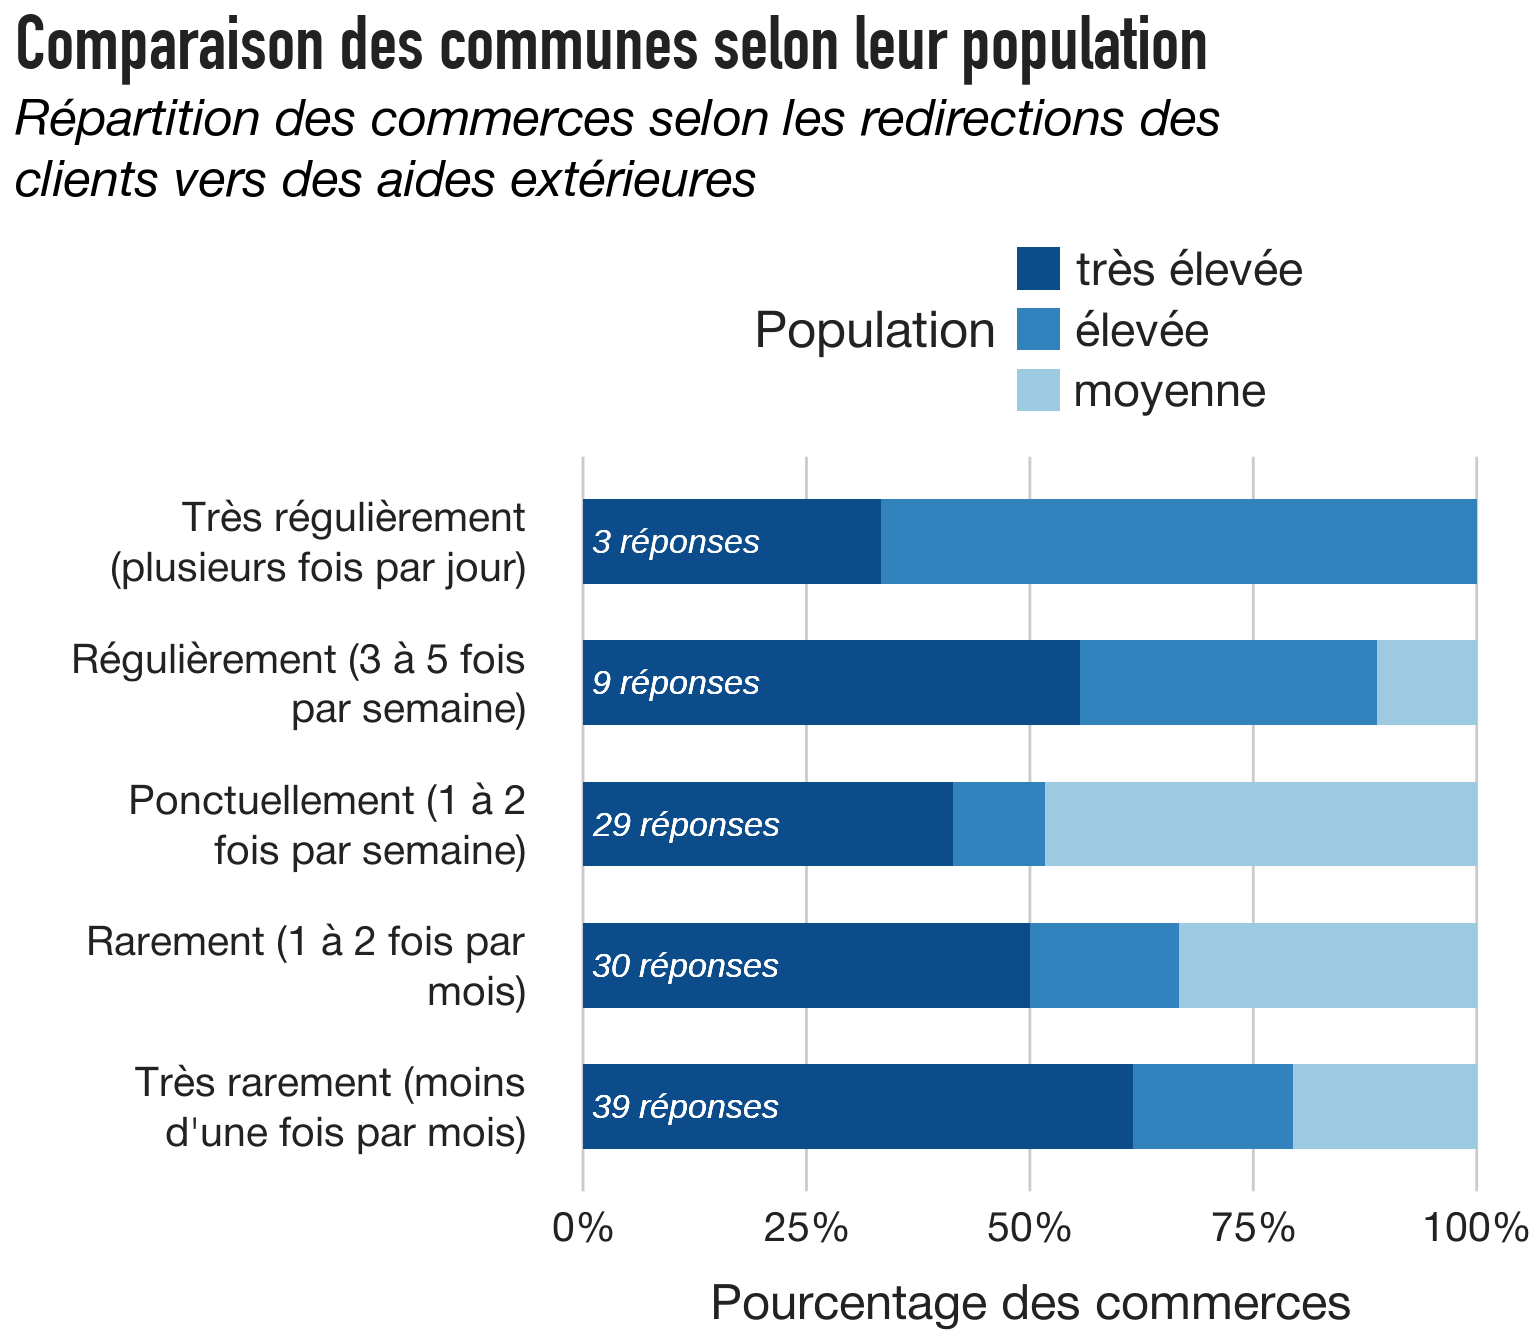 Comparaison des communes selon leur population
Répartition des commerces selon les redirections des
clients vers des aides extérieures
Population
très élevée
élevée
moyenne
Très régulièrement
(plusieurs fois par jour)
3 réponses
Régulièrement (3 à 5 fois
par semaine)
9 réponses
Ponctuellement (1 à 2
fois par semaine)
29 réponses
Rarement (1 à 2 fois par
mois)
30 réponses
Très rarement (moins
d'une fois par mois)
39 réponses
0% 25% 50% 75% 100%
Pourcentage des commerces